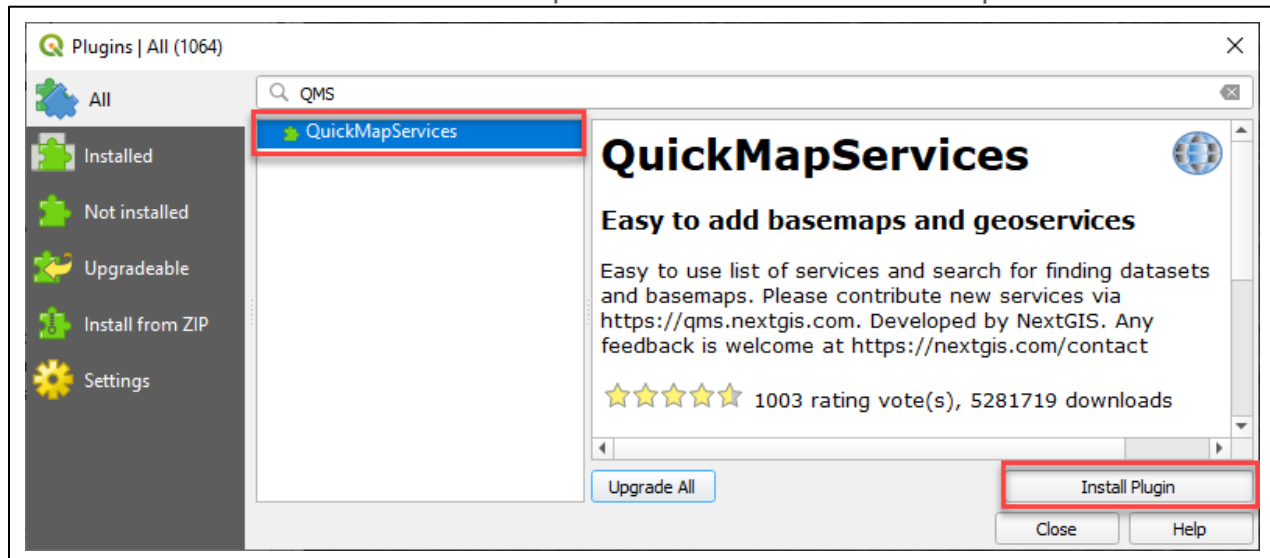 Plugins | All (1064)
All
QMS
Installed
Not installed
Upgradeable
Install from ZIP
Settings
QuickMapServices
QuickMapServices
Easy to add basemaps and geoservices
Easy to use list of services and search for finding datasets
and basemaps. Please contribute new services via
https://qms.nextgis.com. Developed by NextGIS. Any
feedback is welcome at https://nextgis.com/contact
1003 rating vote(s), 5281719 downloads
Upgrade All
Install Plugin
Close
Help